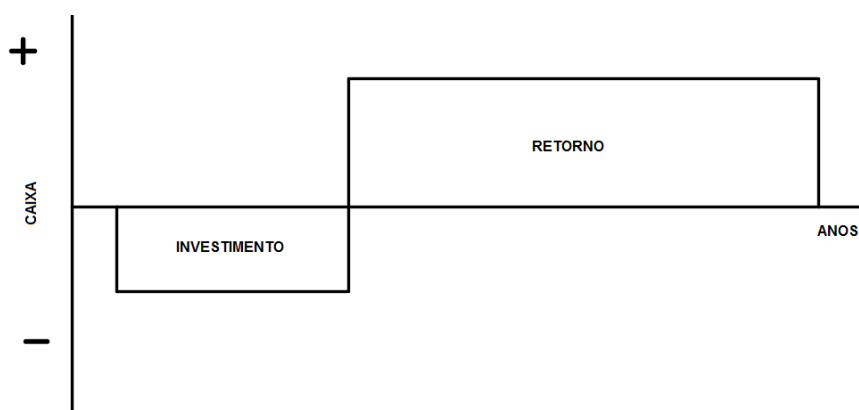 +
RETORNO
CAIXA
ANOS
INVESTIMENTO
−